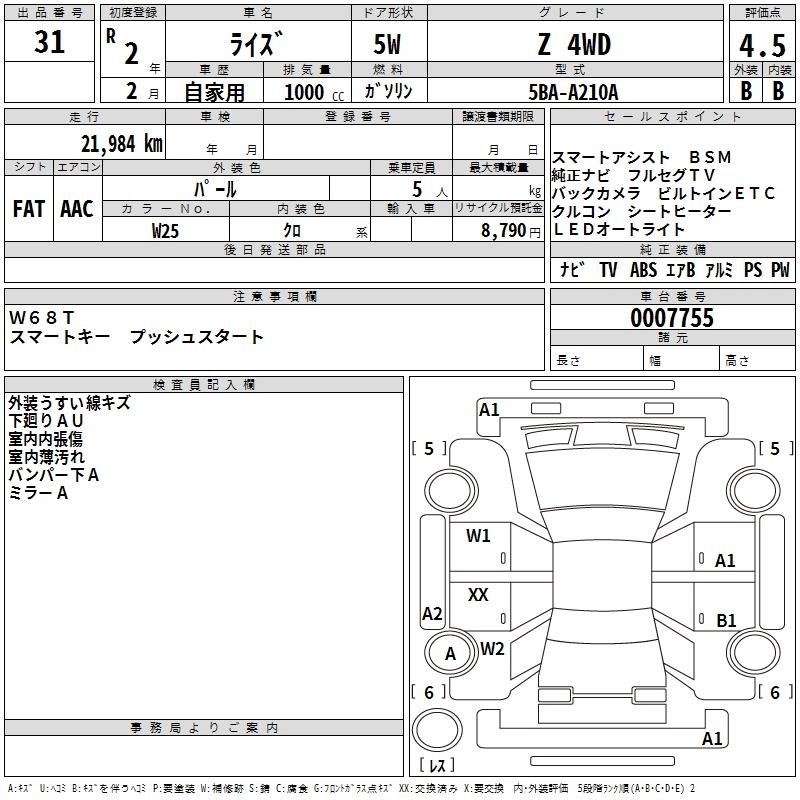 出品番号 初度登録 車名 ドア形状 グレード 評価点
31 R 2 年 ﾗｲｽﾞ 5W Z 4WD 4.5
車歴 排気量 燃料 型式 外装 内装
2 月 自家用 1000 CC ｶﾞｿﾘﾝ 5BA-A210A B B
走行 車検 登録番号 譲渡書類期限 セールスポイント
21,984 km 年 月 月 日
スマートアシスト ＢＳＭ
純正ナビ フルセグＴＶ
バックカメラ ビルトインＥＴＣ
クルコン シートヒーター
ＬＥＤオートライト
シフト エアコン 外装色 乗車定員 最大積載量
FAT AAC ﾊﾟｰﾙ 5 人 kg
カラーNo. 内装色 輸入車 リサイクル預託金
W25 ｸﾛ 系 8,790 円
後日発送部品 純正装備
ﾅﾋﾞ TV ABS ｴｱB ｱﾙﾐ PS PW
注意事項欄 車台番号
Ｗ６８Ｔ 0007755
スマートキー プッシュスタート
諸元
長さ 幅 高さ
検査員記入欄
外装うすい線キズ
下廻りＡＵ
室内内張傷
室内薄汚れ
バンパー下Ａ
ミラーＡ
A1
[ 5 ] [ 5 ]
W1
A1
XX
A2 B1
A W2
[ 6 ] [ 6 ]
A1
[ ﾚｽ ]
事務局よりご案内
A:ｷｽﾞ U:ﾍｺﾐ B:ｷｽﾞを伴うﾍｺﾐ P:要塗装 W:補修跡 S:錆 C:腐食 G:ﾌﾛﾝﾄｶﾞﾗｽ点ｷｽﾞ XX:交換済み X:要交換 内・外装評価 5段階ﾗﾝｸ順(A･B･C･D･E) 2